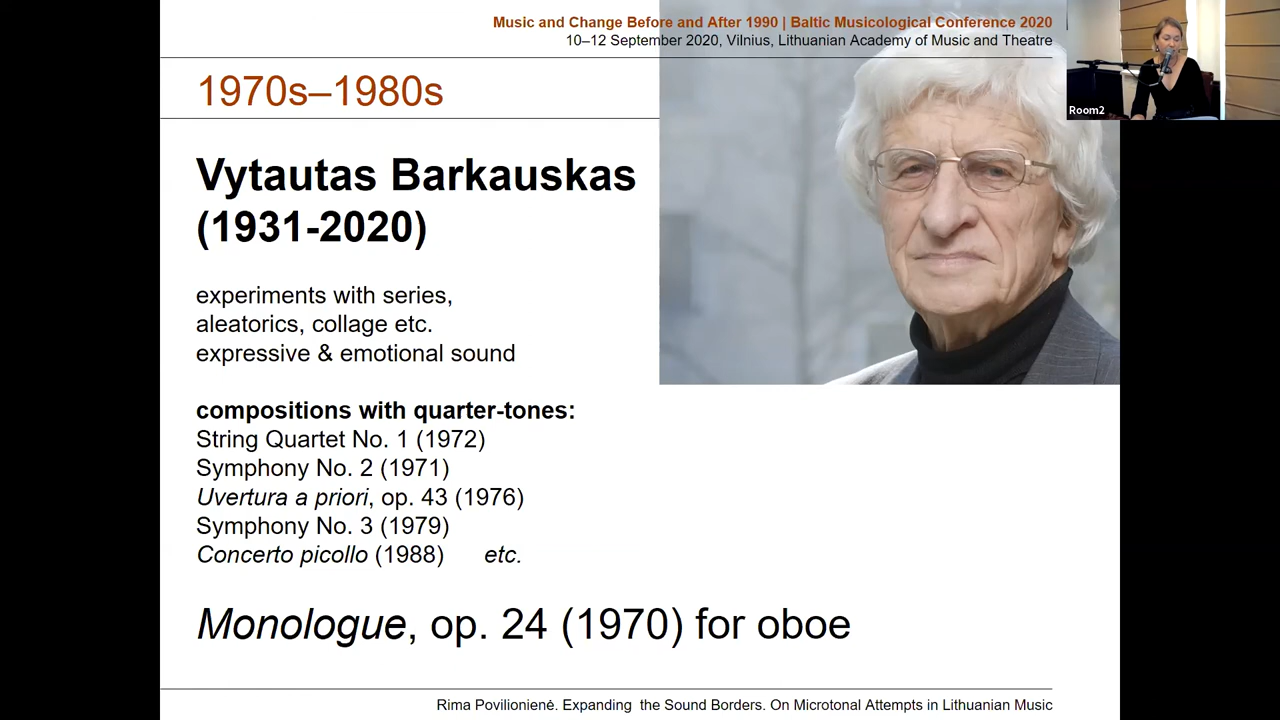 Music and Change Before and After 1990 | Baltic Musicological Conference 2020
10–12 September 2020, Vilnius, Lithuanian Academy of Music and Theatre
Room2
1970s–1980s
Vytautas Barkauskas
(1931-2020)
experiments with series,
aleatorics, collage etc.
expressive & emotional sound
compositions with quarter-tones:
String Quartet No. 1 (1972)
Symphony No. 2 (1971)
Uvertura a priori, op. 43 (1976)
Symphony No. 3 (1979)
Concerto picollo (1988) etc.
Monologue, op. 24 (1970) for oboe
Rima Povilionienė. Expanding the Sound Borders. On Microtonal Attempts in Lithuanian Music